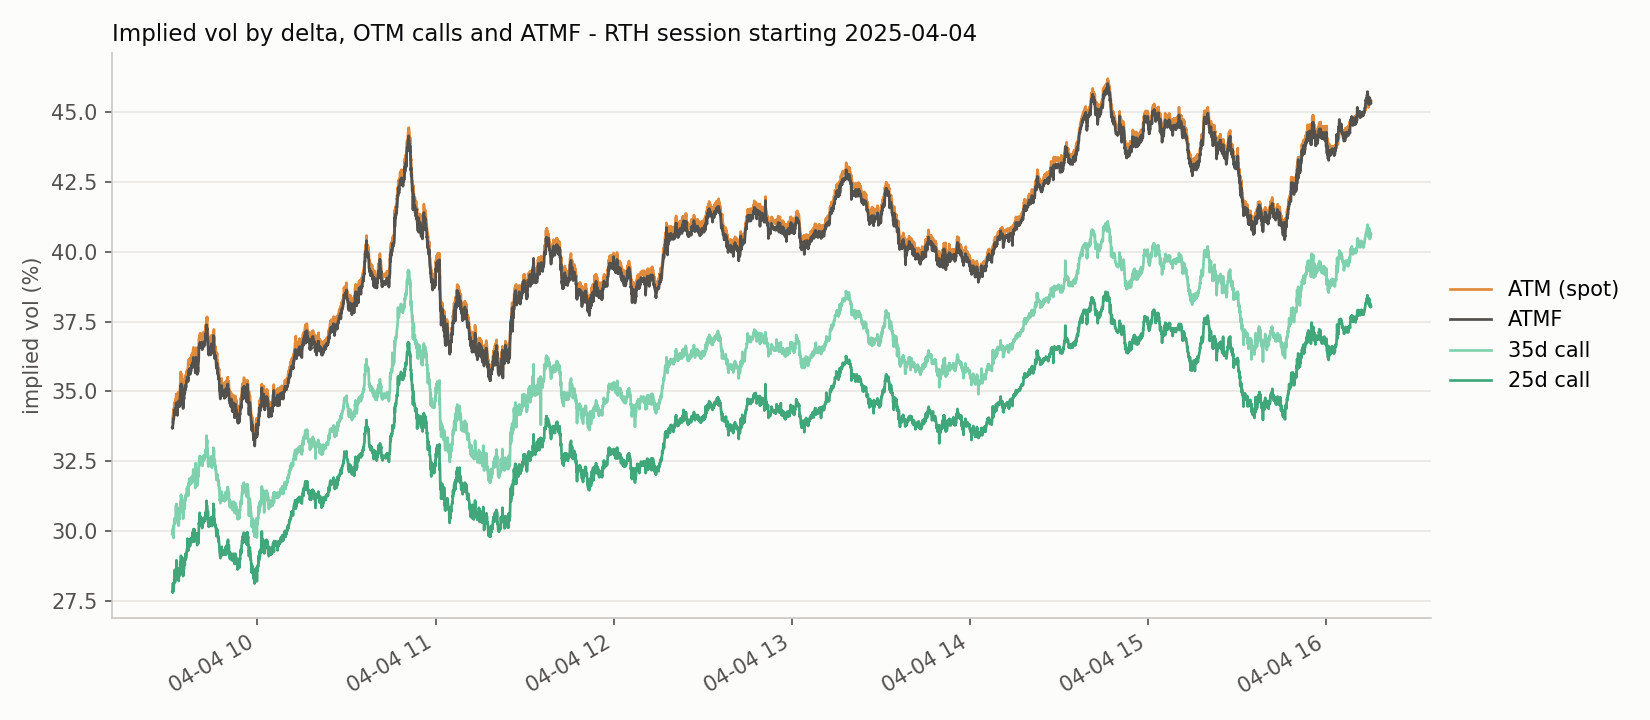 Implied vol by delta, OTM calls and ATMF - RTH session starting 2025-04-04
implied vol (%)
45.0
42.5
40.0
37.5
35.0
32.5
30.0
27.5
04-04 10
04-04 11
04-04 12
04-04 13
04-04 14
04-04 15
04-04 16
ATM (spot)
ATMF
35d call
25d call